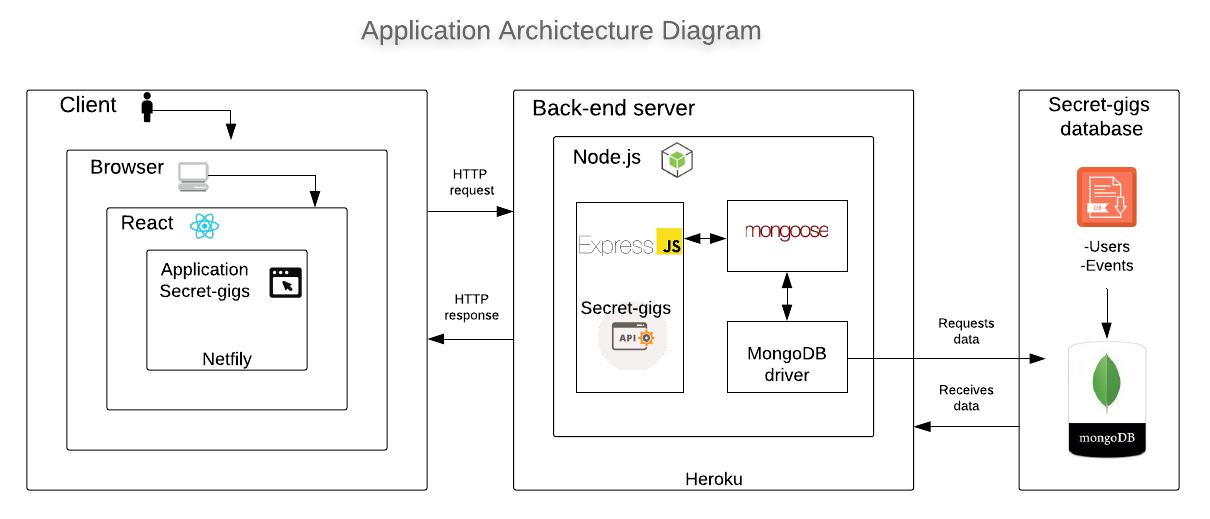 Application Archictecture Diagram
Client
Browser
React
Application
Secret-gigs
Netfily
HTTP
request
HTTP
response
Back-end server
Node.js
Express JS
Secret-gigs
API
mongoose
MongoDB
driver
Heroku
Requests
data
Receives
data
Secret-gigs
database
DB
-Users
-Events
mongoDB